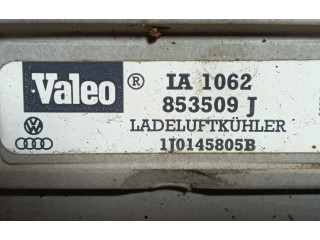 Valeo ® IA 1062
853509 J
LADELUFTKÜHLER
1J0145805B